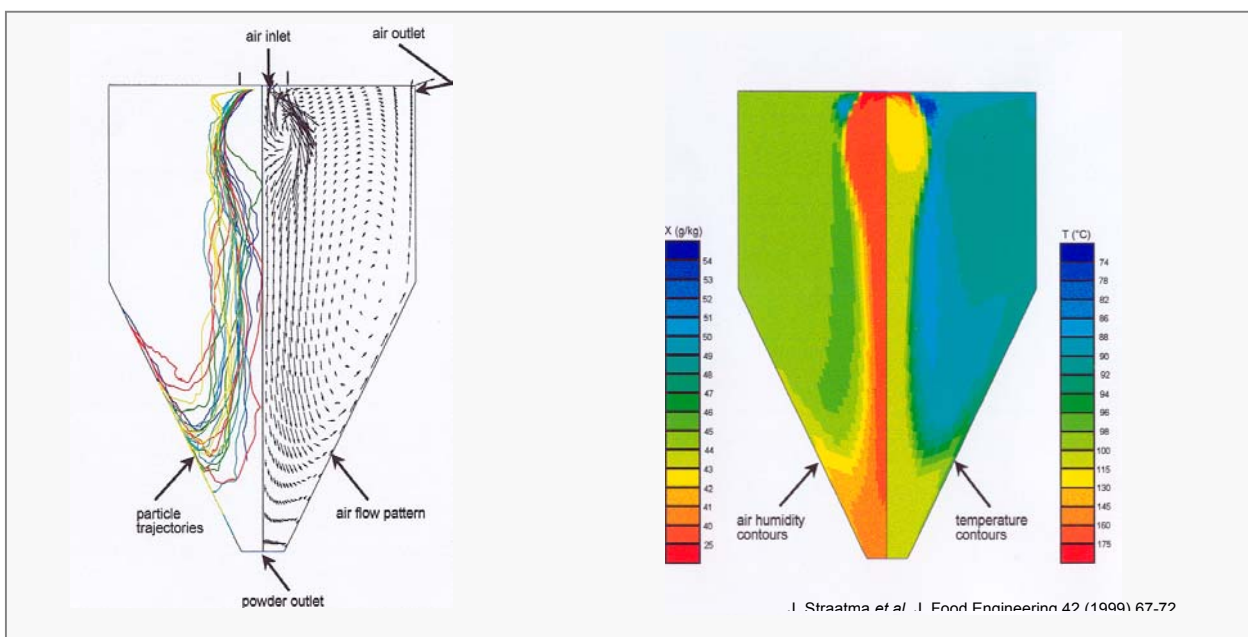 air inlet
air outlet
particle
trajectories
air flow pattern
powder outlet
X (g/kg)
54
53
52
51
50
49
48
47
46
45
44
43
42
41
40
25
T (°C)
74
78
82
86
88
90
92
94
96
98
100
115
130
145
160
175
air humidity
contours
temperature
contours
J. Straatma et al. J. Food Engineering 42 (1999) 67-72